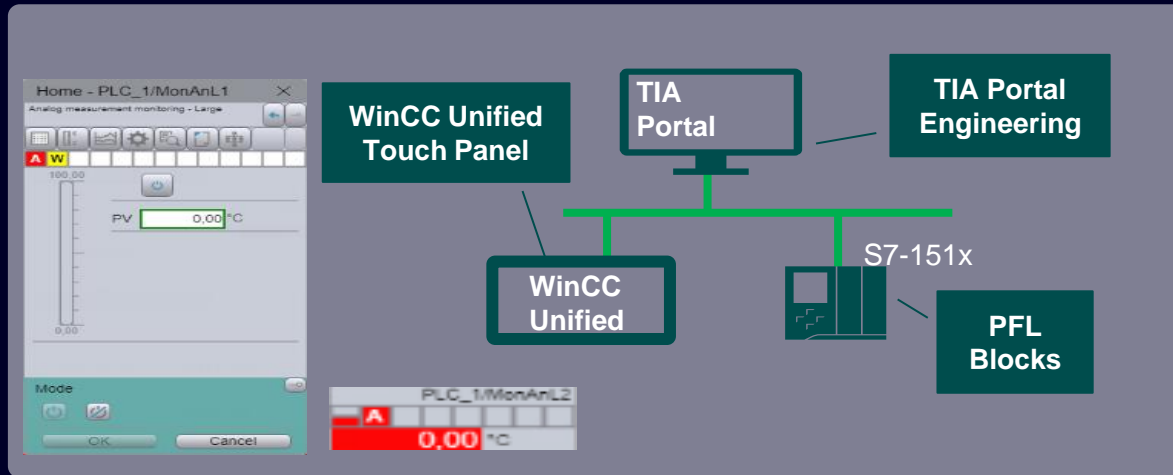 Home - PLC_1/MonAnL1
Analog measurement monitoring - Large
A W
100,00
PV 0,00 °C
0,00
Mode
OK Cancel
WinCC Unified
Touch Panel
TIA
Portal
TIA Portal
Engineering
WinCC
Unified
S7-151x
PFL
Blocks
PLC_1/MonAnL2
A
0,00 °C